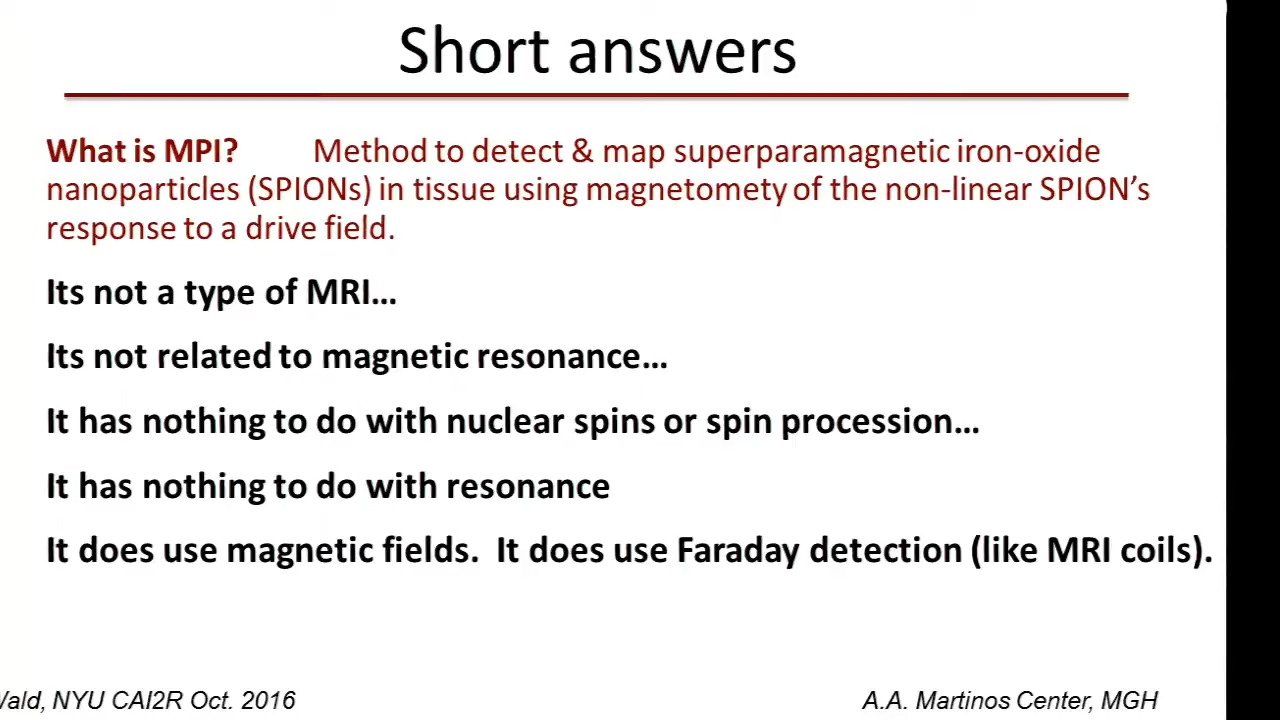 Short answers
What is MPI? Method to detect & map superparamagnetic iron-oxide
nanoparticles (SPIONs) in tissue using magnetomety of the non-linear SPION’s
response to a drive field.
Its not a type of MRI…
Its not related to magnetic resonance…
It has nothing to do with nuclear spins or spin procession…
It has nothing to do with resonance
It does use magnetic fields. It does use Faraday detection (like MRI coils).
Wald, NYU CAI2R Oct. 2016
A.A. Martinos Center, MGH